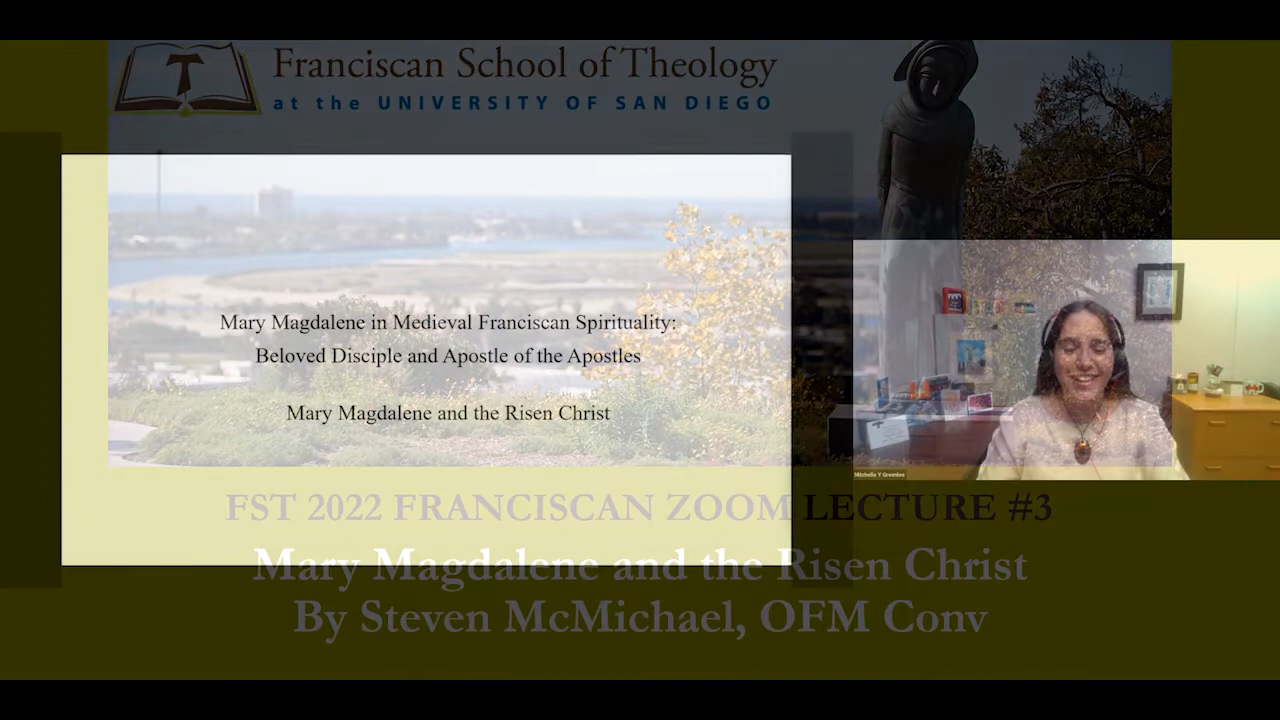 Franciscan School of Theology
at the UNIVERSITY OF SAN DIEGO
Mary Magdalene in Medieval Franciscan Spirituality:
Beloved Disciple and Apostle of the Apostles
Mary Magdalene and the Risen Christ
Mitchelle Y Greenlee
FST 2022 FRANCISCAN ZOOM LECTURE #3
Mary Magdalene and the Risen Christ
By Steven McMichael, OFM Conv